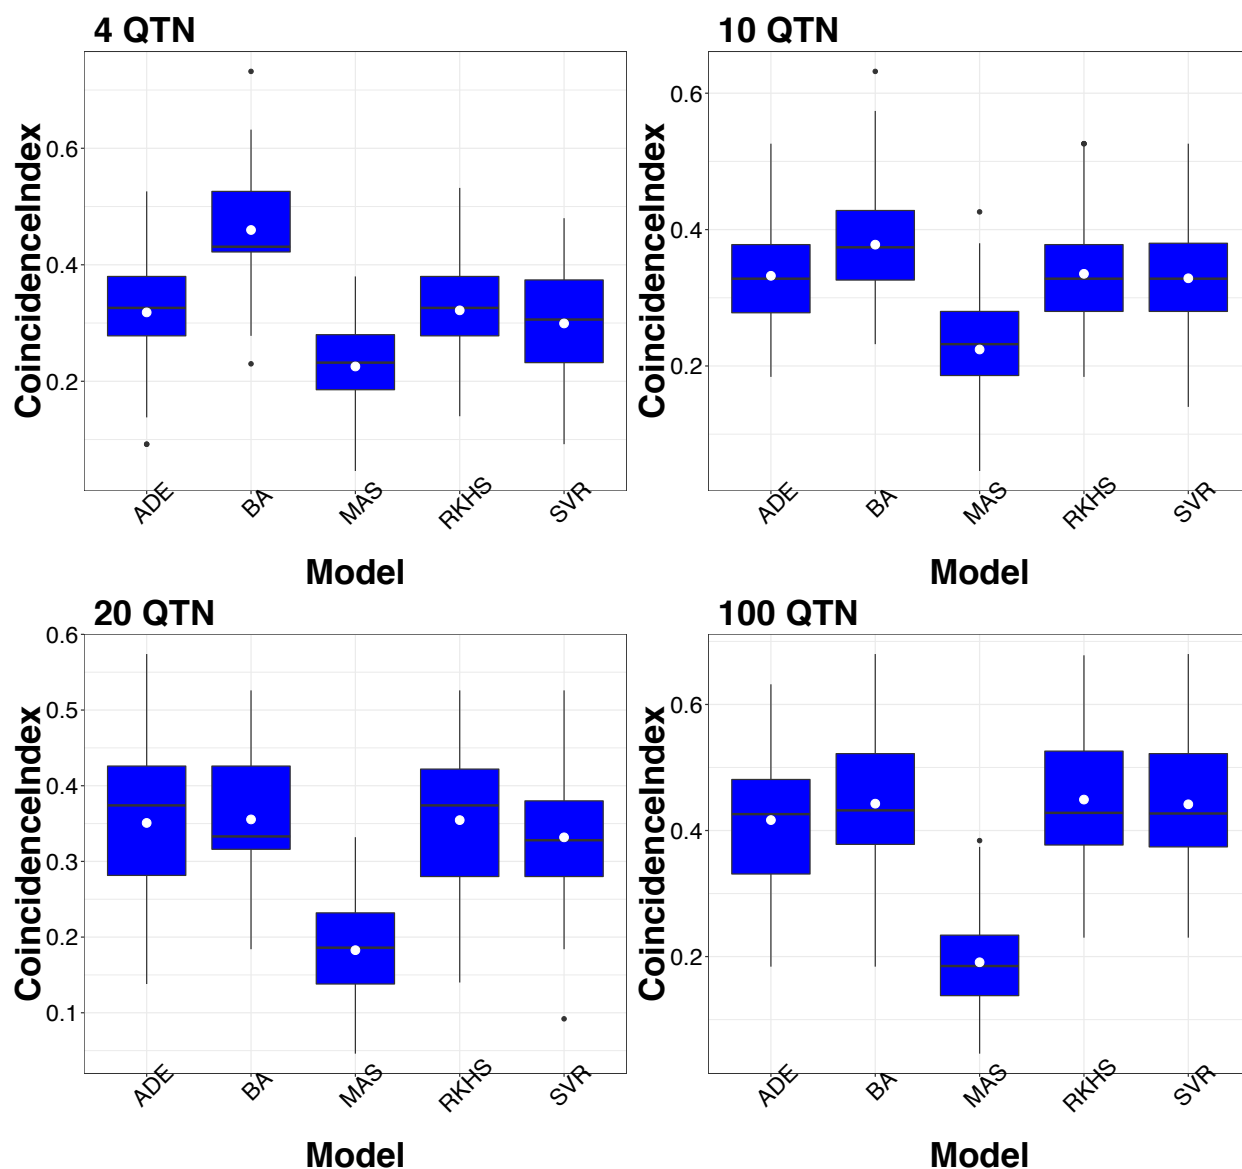 4 QTN
CoincidenceIndex
0.6
0.4
0.2
ADE
BA
MAS
RKHS
SVR
Model
10 QTN
CoincidenceIndex
0.6
0.4
0.2
ADE
BA
MAS
RKHS
SVR
Model
20 QTN
CoincidenceIndex
0.6
0.5
0.4
0.3
0.2
0.1
ADE
BA
MAS
RKHS
SVR
Model
100 QTN
CoincidenceIndex
0.6
0.4
0.2
ADE
BA
MAS
RKHS
SVR
Model